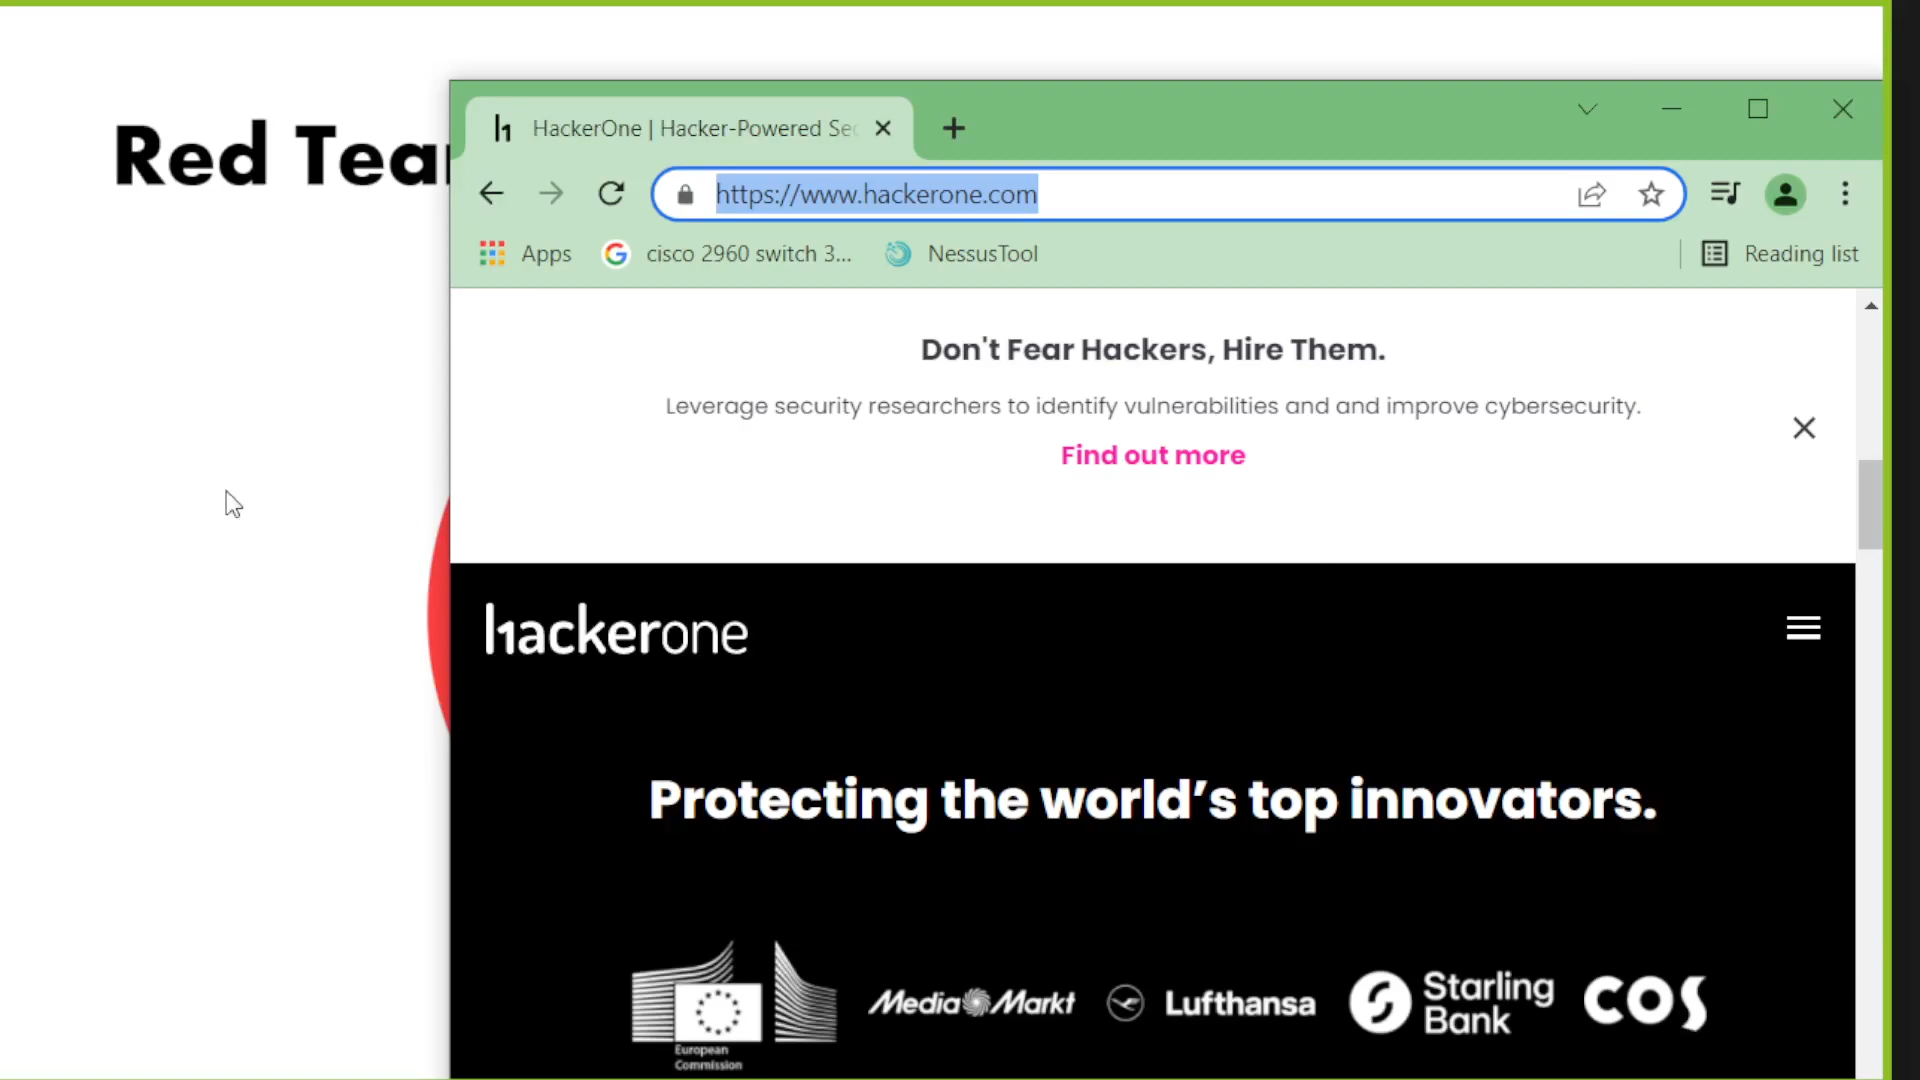 Red Tea
HackerOne | Hacker-Powered Sec
https://www.hackerone.com
Apps
cisco 2960 switch 3...
NessusTool
Reading list
Don't Fear Hackers, Hire Them.
Leverage security researchers to identify vulnerabilities and and improve cybersecurity.
Find out more
hackerone
Protecting the world’s top innovators.
European
Commission
MediaMarkt
Lufthansa
Starling
Bank
COS